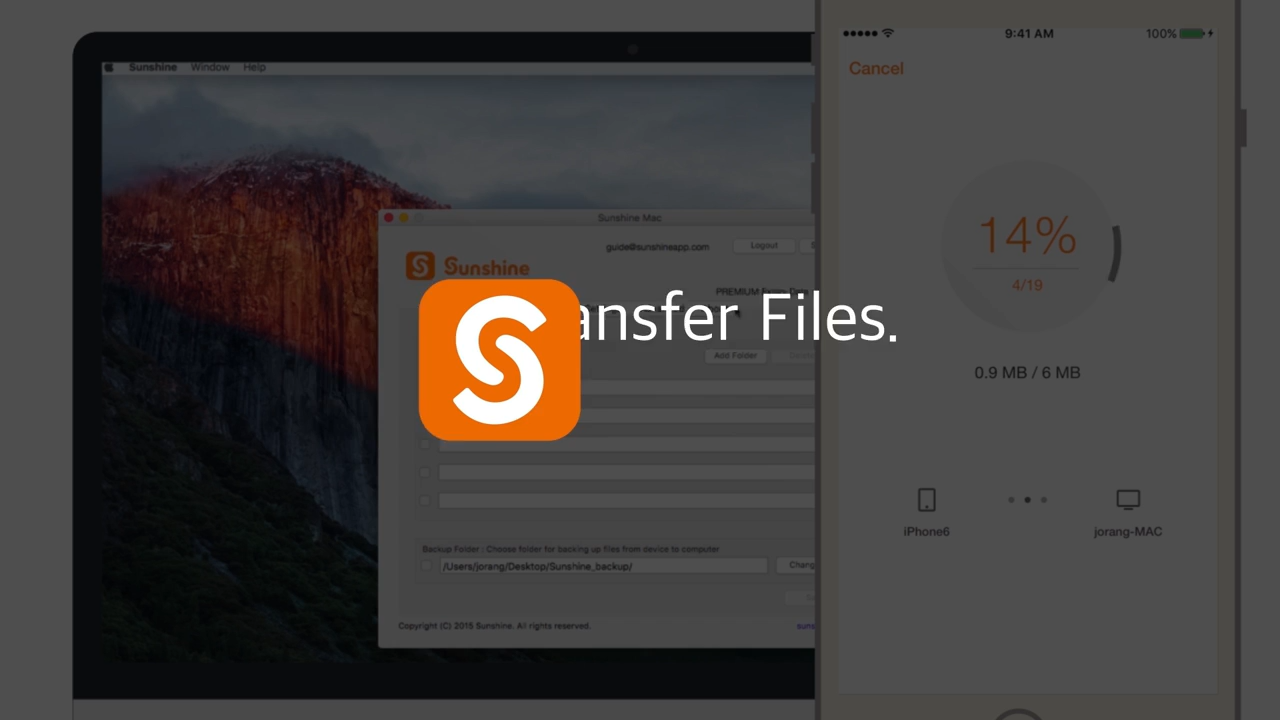 Sunshine Window Help
Sunshine Mac
guide@sunshineapp.com Logout
Sunshine
PREMIUM Expiry Date
ansfer Files.
Add Folder
Backup Folder : Choose folder for backing up files from device to computer
/Users/jorang/Desktop/Sunshine_backup/
Copyright (C) 2015 Sunshine. All rights reserved.
9:41 AM 100%
Cancel
14%
4/19
0.9 MB / 6 MB
iPhone6 jorang-MAC